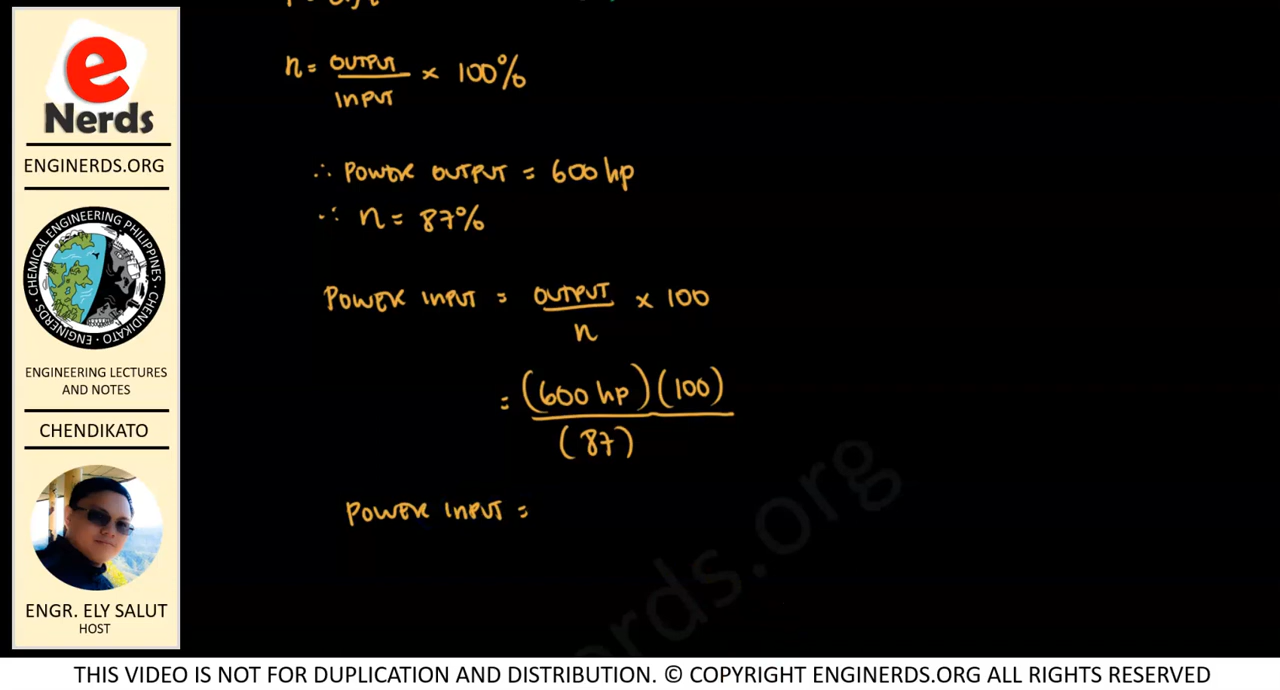 e
Nerds
ENGINERDS.ORG
CHEMICAL ENGINEERING PHILIPPINES
CHENDIKATO · ENGINERDS
ENGINEERING LECTURES
AND NOTES
CHENDIKATO
ENGR. ELY SALUT
HOST
n = OUTPUT / INPUT × 100%
∴ POWER OUTPUT = 600 hp
∴ n = 87%
POWER INPUT = OUTPUT / n × 100
= (600 hp)(100) / (87)
POWER INPUT =
rds.org
THIS VIDEO IS NOT FOR DUPLICATION AND DISTRIBUTION. © COPYRIGHT ENGINERDS.ORG ALL RIGHTS RESERVED